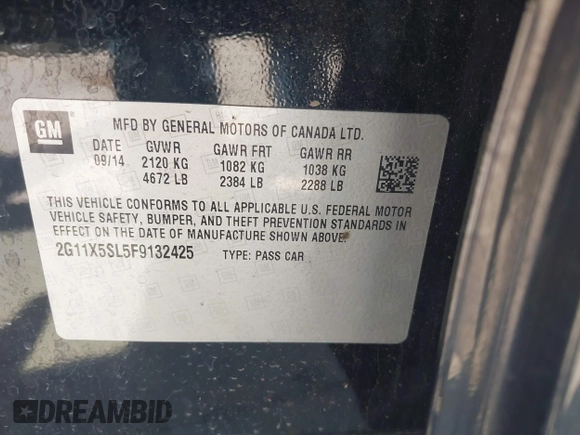 GM
MFD BY GENERAL MOTORS OF CANADA LTD.
DATE GVWR GAWR FRT GAWR RR
09/14 2120 KG 1082 KG 1038 KG
4672 LB 2384 LB 2288 LB
THIS VEHICLE CONFORMS TO ALL APPLICABLE U.S. FEDERAL MOTOR
VEHICLE SAFETY, BUMPER, AND THEFT PREVENTION STANDARDS IN
EFFECT ON THE DATE OF MANUFACTURE SHOWN ABOVE.
2G11X5SL5F9132425 TYPE: PASS CAR
DREAMBID